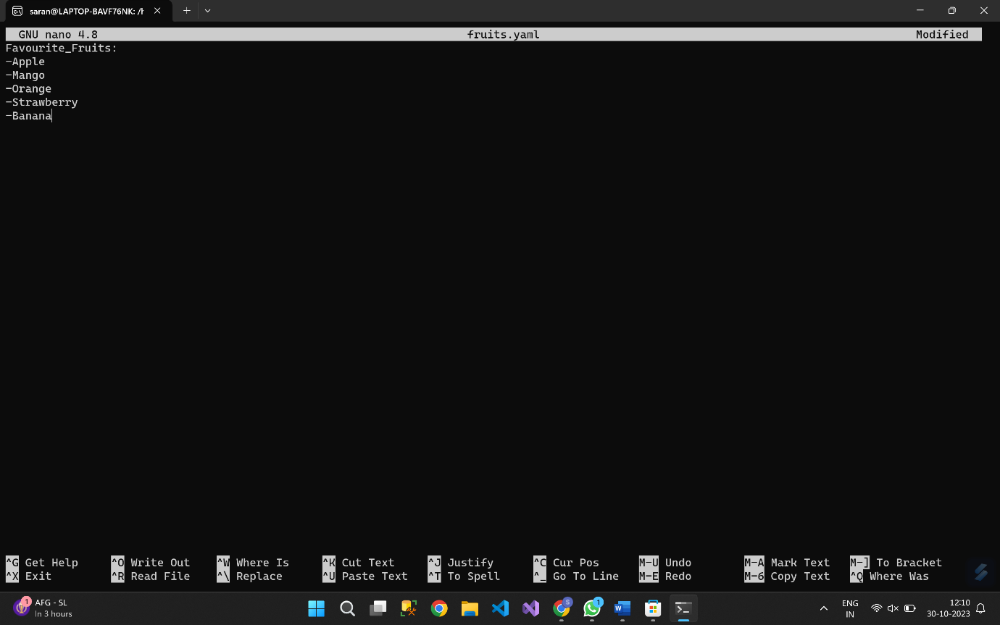 saran@LAPTOP-BAVF76NK: /h
GNU nano 4.8 fruits.yaml Modified
Favourite_Fruits:
-Apple
-Mango
-Orange
-Strawberry
-Banana
^G Get Help ^O Write Out ^W Where Is ^K Cut Text ^J Justify ^C Cur Pos M-U Undo M-A Mark Text M-] To Bracket
^X Exit ^R Read File ^\ Replace ^U Paste Text ^T To Spell ^_ Go To Line M-E Redo M-6 Copy Text ^Q Where Was
1 AFG - SL
In 3 hours
S
1
ENG
IN
12:10
30-10-2023